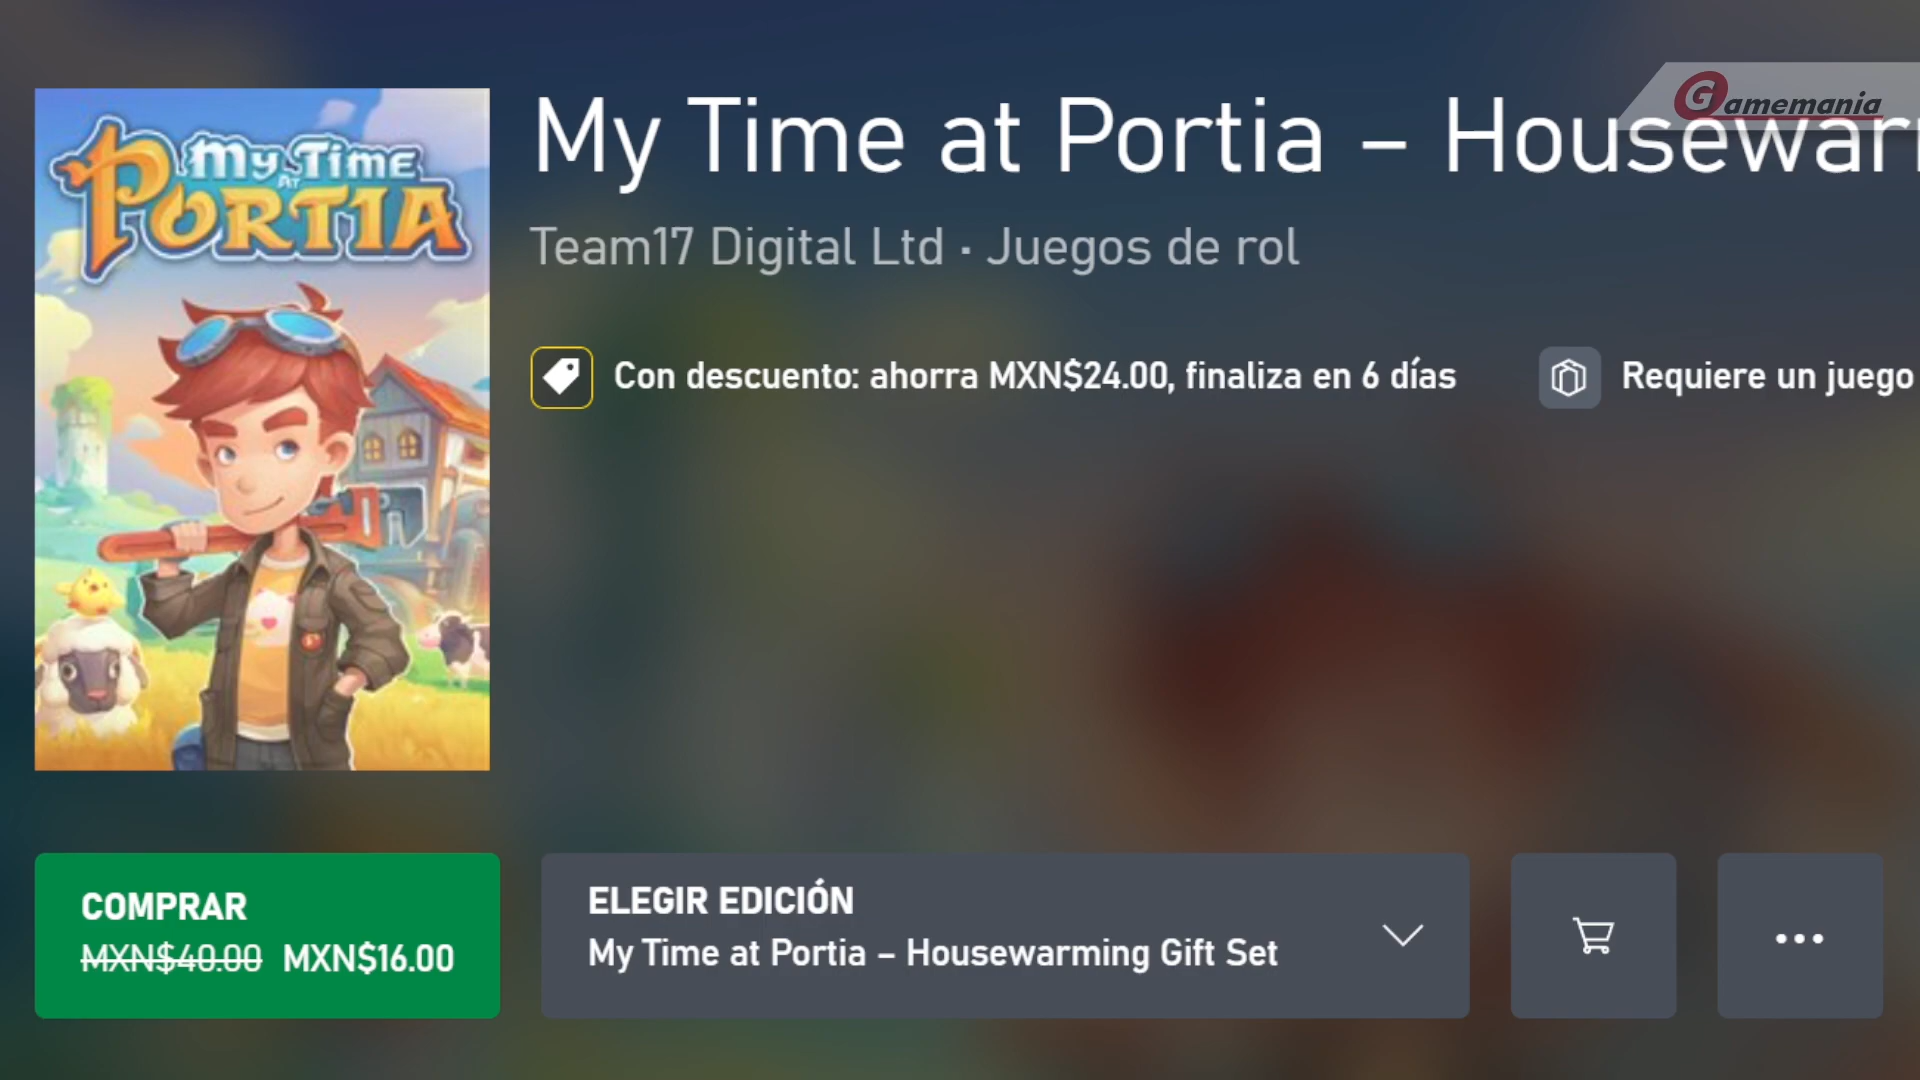 My Time
AT
PORTIA
My Time at Portia – Housewarm
Gamemania
Team17 Digital Ltd · Juegos de rol
Con descuento: ahorra MXN$24.00, finaliza en 6 días
Requiere un juego
COMPRAR
MXN$40.00 MXN$16.00
ELEGIR EDICIÓN
My Time at Portia – Housewarming Gift Set